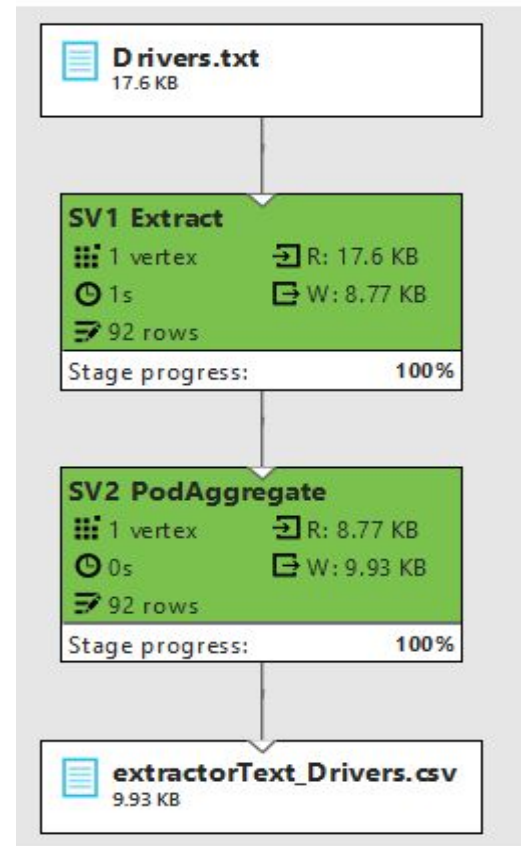 Drivers.txt
17.6 KB
SV1 Extract
1 vertex R: 17.6 KB
1s W: 8.77 KB
92 rows
Stage progress: 100%
SV2 PodAggregate
1 vertex R: 8.77 KB
0s W: 9.93 KB
92 rows
Stage progress: 100%
extractorText_Drivers.csv
9.93 KB